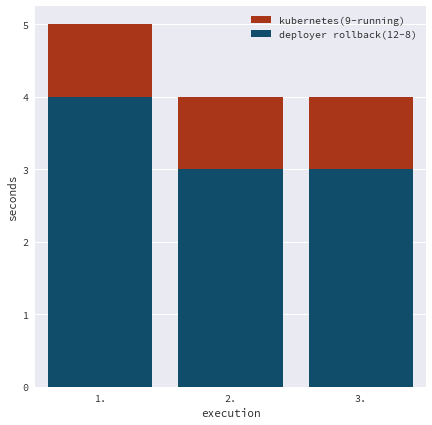 kubernetes(9-running)
deployer rollback(12-8)
5
4
3
2
1
0
seconds
1.
2.
3.
execution